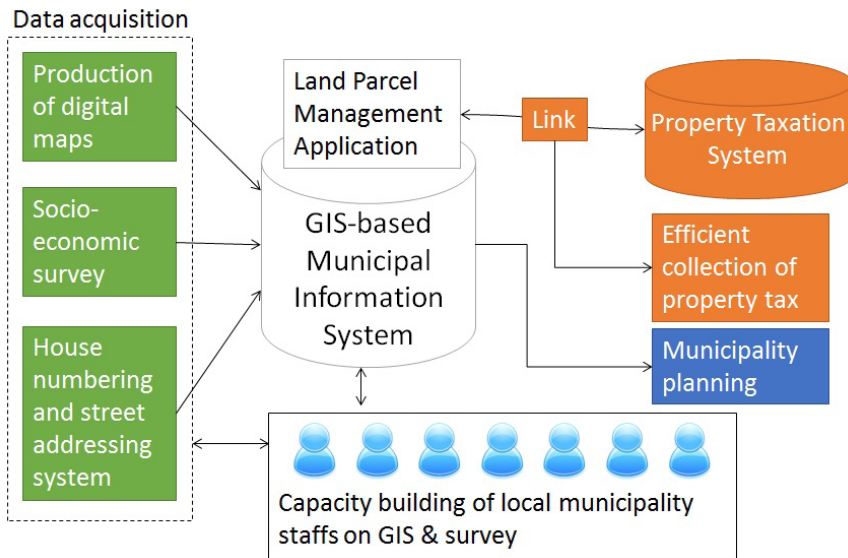 Data acquisition
Production
of digital
maps
Socio-
economic
survey
House
numbering
and street
addressing
system
Land Parcel
Management
Application
GIS-based
Municipal
Information
System
Link
Property Taxation
System
Efficient
collection of
property tax
Municipality
planning
Capacity building of local municipality
staffs on GIS & survey